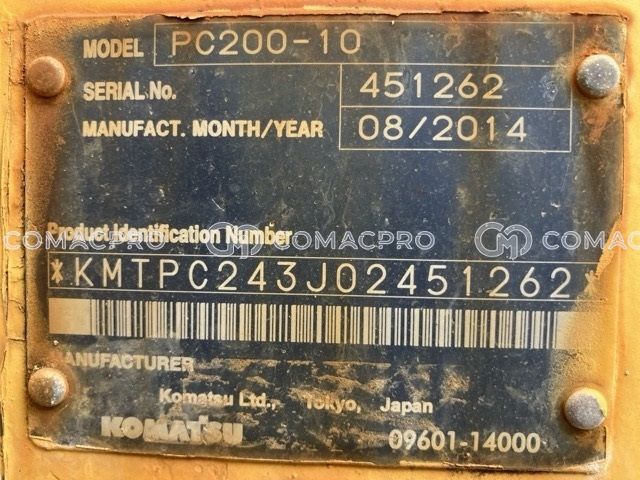 MODEL PC200-10
SERIAL No. 451262
MANUFACT. MONTH/YEAR 08/2014
Product Identification Number
COMACPRO COMACPRO
*KMTPC243J02451262*
MANUFACTURER
Komatsu Ltd., Tokyo, Japan
KOMATSU 09601-14000